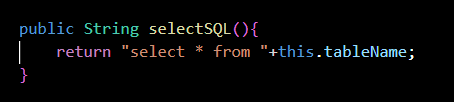 public String selectSQL(){
    return "select * from "+this.tableName;
}